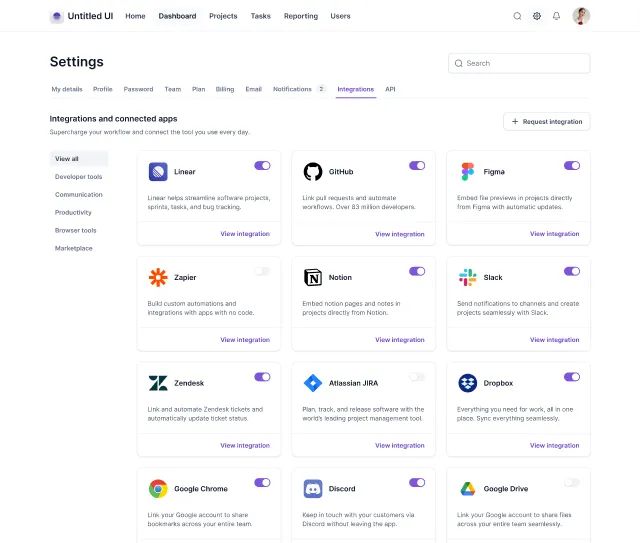 Untitled UI Home Dashboard Projects Tasks Reporting Users
Settings
Search
My details Profile Password Team Plan Billing Email Notifications 2 Integrations API
Integrations and connected apps
Supercharge your workflow and connect the tool you use every day.
Request integration
View all
Developer tools
Communication
Productivity
Browser tools
Marketplace
Linear
Linear helps streamline software projects,
sprints, tasks, and bug tracking.
View integration
GitHub
Link pull requests and automate
workflows. Over 83 million developers.
View integration
Figma
Embed file previews in projects directly
from Figma with automatic updates.
View integration
Zapier
Build custom automations and
integrations with apps with no code.
View integration
Notion
Embed notion pages and notes in
projects directly from Notion.
View integration
Slack
Send notifications to channels and create
projects seamlessly with Slack.
View integration
Zendesk
Link and automate Zendesk tickets and
automatically update ticket status.
View integration
Atlassian JIRA
Plan, track, and release software with the
world's leading project management tool.
View integration
Dropbox
Everything you need for work, all in one
place. Sync everything seamlessly.
View integration
Google Chrome
Link your Google account to share
bookmarks across your entire team.
Discord
Keep in touch with your customers via
Discord without leaving the app.
Google Drive
Link your Google account to share files
across your entire team seamlessly.